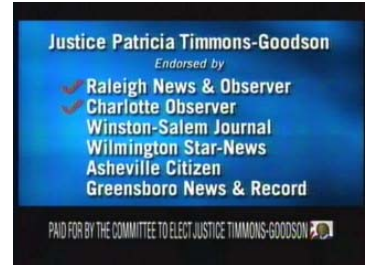 Justice Patricia Timmons-Goodson
Endorsed by
Raleigh News & Observer
Charlotte Observer
Winston-Salem Journal
Wilmington Star-News
Asheville Citizen
Greensboro News & Record
PAID FOR BY THE COMMITTEE TO ELECT JUSTICE TIMMONS-GOODSON